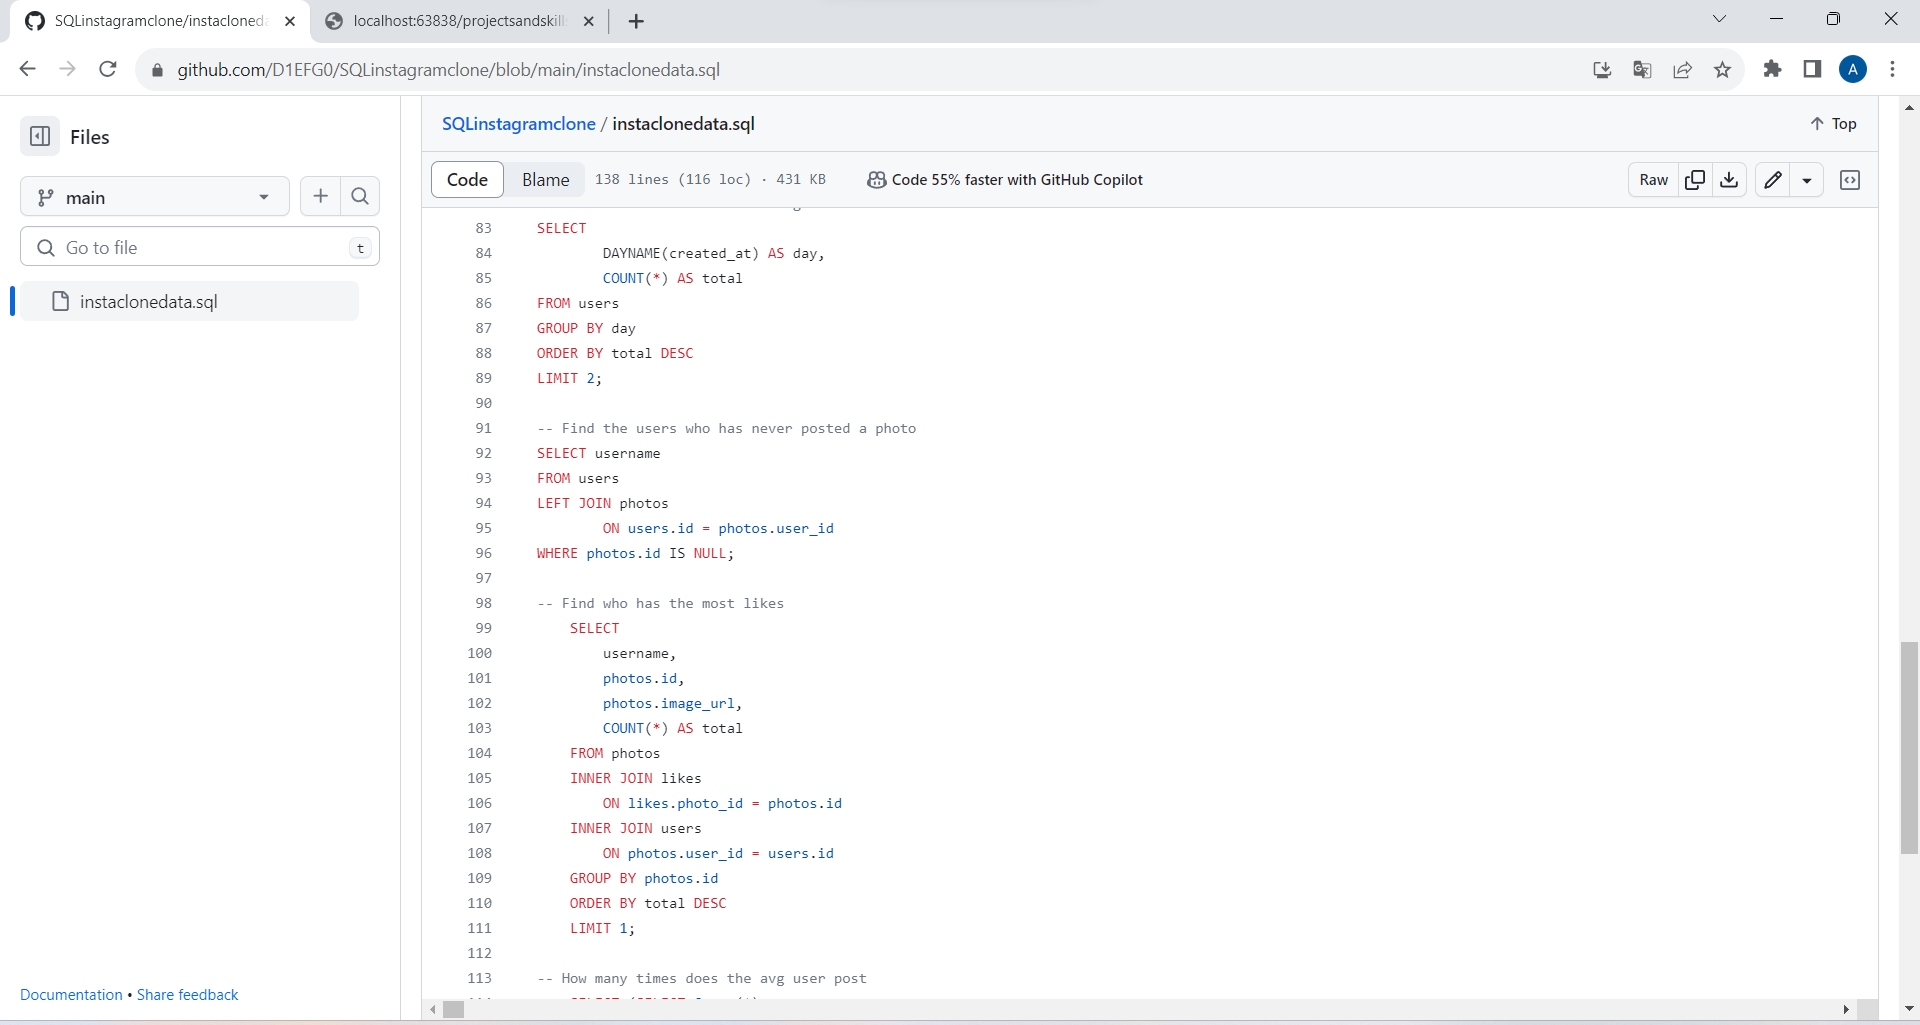 SQLinstagramclone/instacloneda
localhost:63838/projectsandskill
github.com/D1EFG0/SQLinstagramclone/blob/main/instaclonedata.sql
A
Files
SQLinstagramclone / instaclonedata.sql
Top
main
Code Blame 138 lines (116 loc) · 431 KB Code 55% faster with GitHub Copilot Raw
Go to file t
instaclonedata.sql
83 SELECT
84 DAYNAME(created_at) AS day,
85 COUNT(*) AS total
86 FROM users
87 GROUP BY day
88 ORDER BY total DESC
89 LIMIT 2;
90
91 -- Find the users who has never posted a photo
92 SELECT username
93 FROM users
94 LEFT JOIN photos
95 ON users.id = photos.user_id
96 WHERE photos.id IS NULL;
97
98 -- Find who has the most likes
99 SELECT
100 username,
101 photos.id,
102 photos.image_url,
103 COUNT(*) AS total
104 FROM photos
105 INNER JOIN likes
106 ON likes.photo_id = photos.id
107 INNER JOIN users
108 ON photos.user_id = users.id
109 GROUP BY photos.id
110 ORDER BY total DESC
111 LIMIT 1;
112
113 -- How many times does the avg user post
Documentation • Share feedback